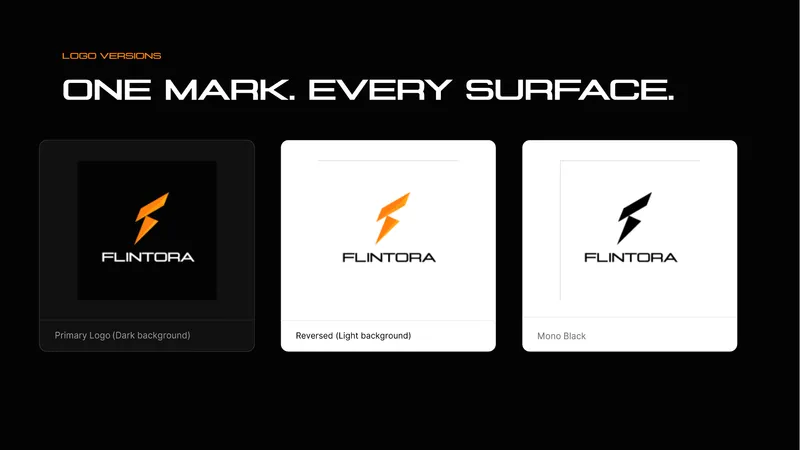 LOGO VERSIONS
ONE MARK. EVERY SURFACE.
FLINTORA
Primary Logo (Dark background)
FLINTORA
Reversed (Light background)
FLINTORA
Mono Black